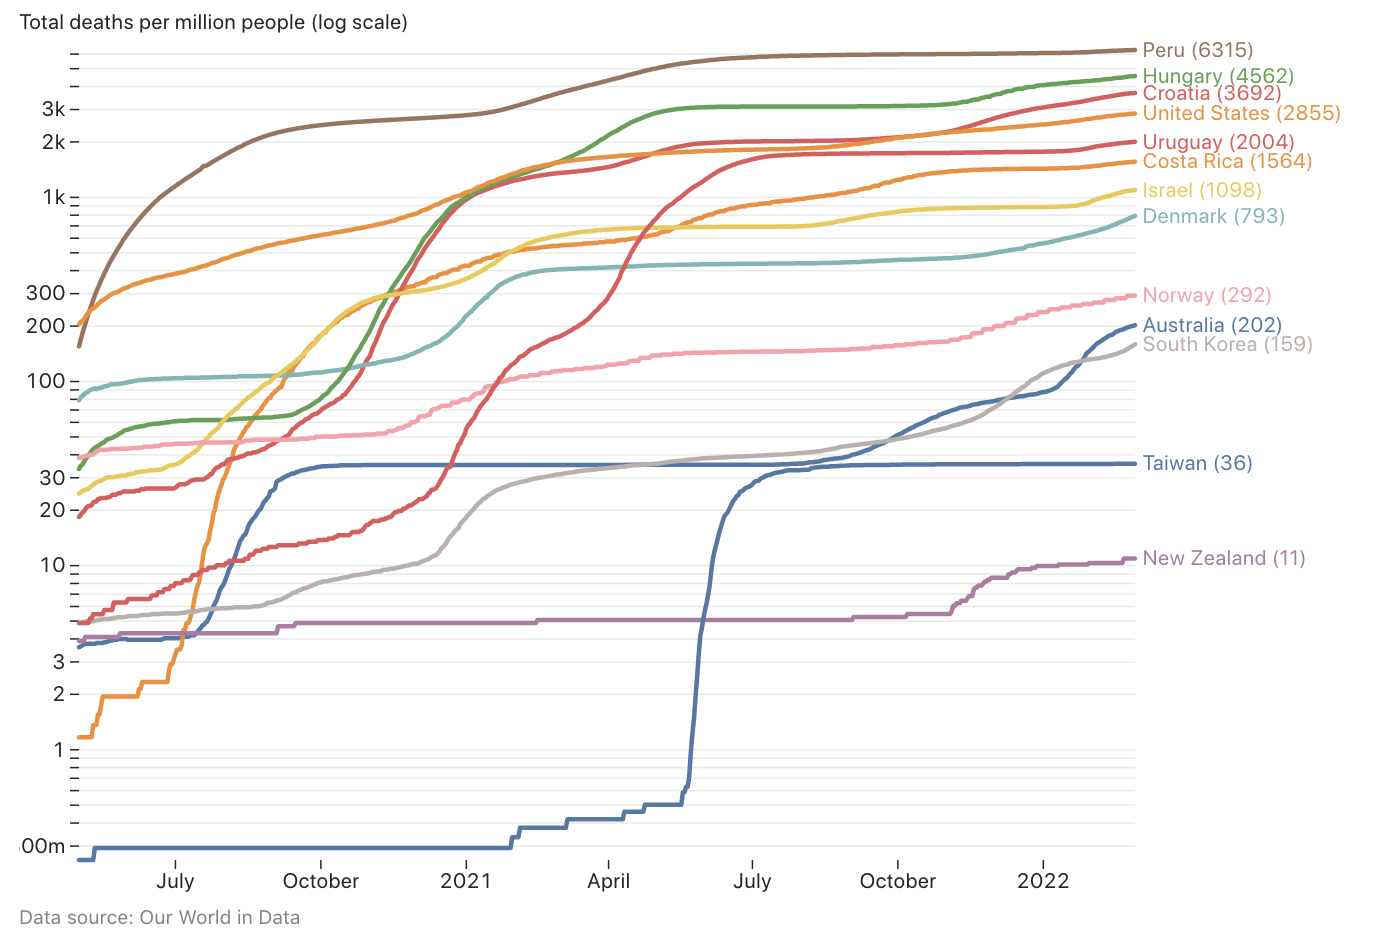 Total deaths per million people (log scale)
Peru (6315)
Hungary (4562)
Croatia (3692)
3k
United States (2855)
2k
Uruguay (2004)
Costa Rica (1564)
Israel (1098)
1k
Denmark (793)
300
Norway (292)
200
Australia (202)
South Korea (159)
100
Taiwan (36)
30
20
New Zealand (11)
10
3
2
1
00m
July
October
2021
April
July
October
2022
Data source: Our World in Data